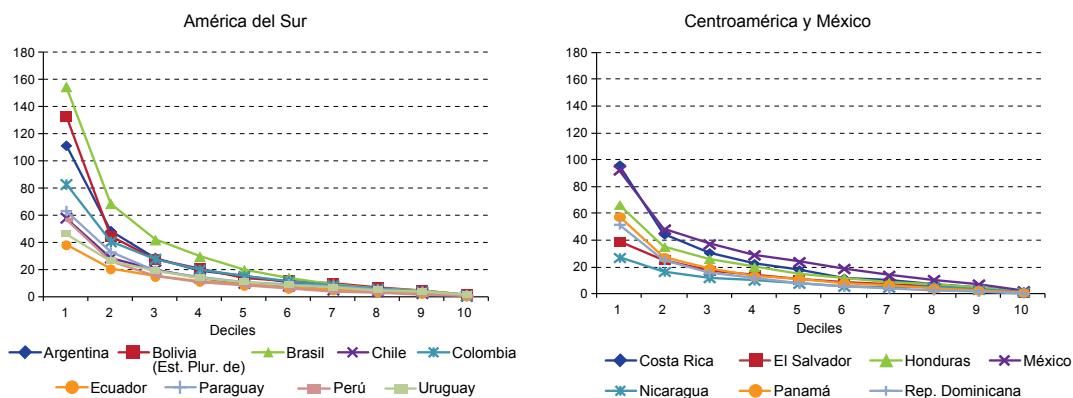 América del Sur
180
160
140
120
100
80
60
40
20
0
1 2 3 4 5 6 7 8 9 10
Deciles
Argentina Bolivia (Est. Plur. de) Brasil Chile Colombia
Ecuador Paraguay Perú Uruguay
Centroamérica y México
180
160
140
120
100
80
60
40
20
0
1 2 3 4 5 6 7 8 9 10
Deciles
Costa Rica El Salvador Honduras México
Nicaragua Panamá Rep. Dominicana